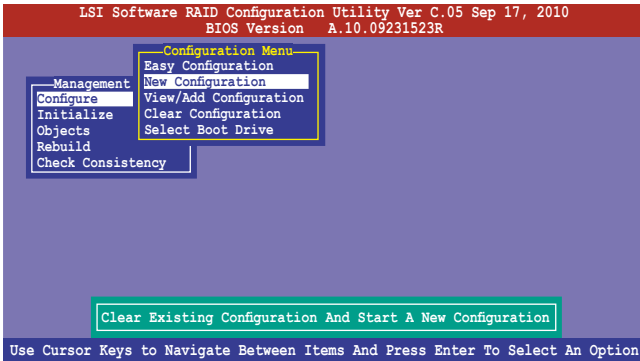 LSI Software RAID Configuration Utility Ver C.05 Sep 17, 2010
BIOS Version A.10.09231523R
Configuration Menu
Easy Configuration
New Configuration
View/Add Configuration
Clear Configuration
Select Boot Drive
Management
Configure
Initialize
Objects
Rebuild
Check Consistency
Clear Existing Configuration And Start A New Configuration
Use Cursor Keys to Navigate Between Items And Press Enter To Select An Option